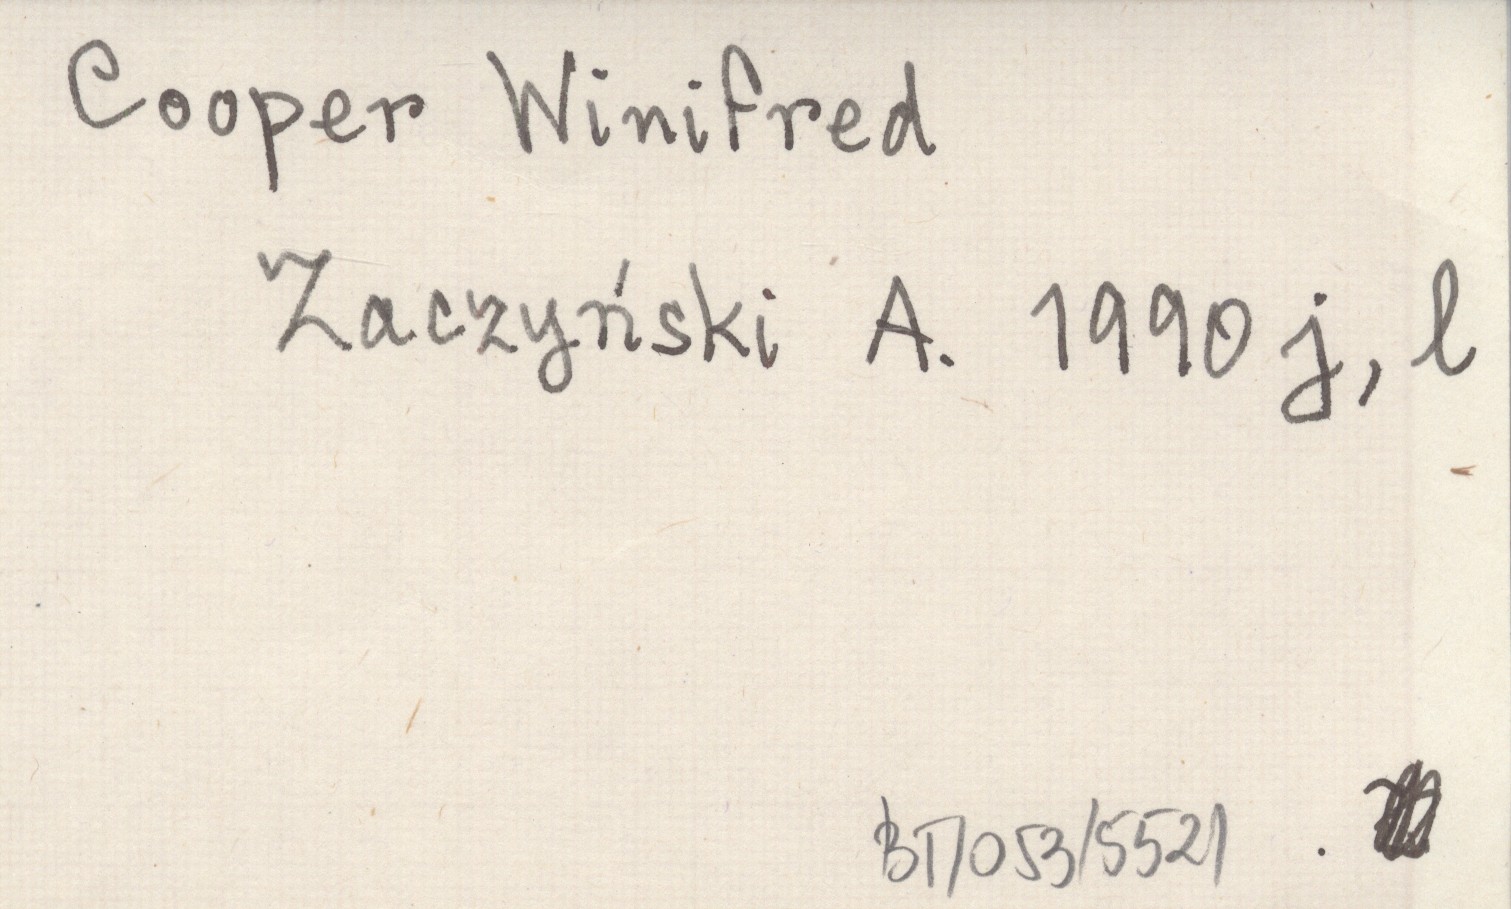 Cooper Winifred
Zaczyński A. 1990 j, l
BT/053/5521